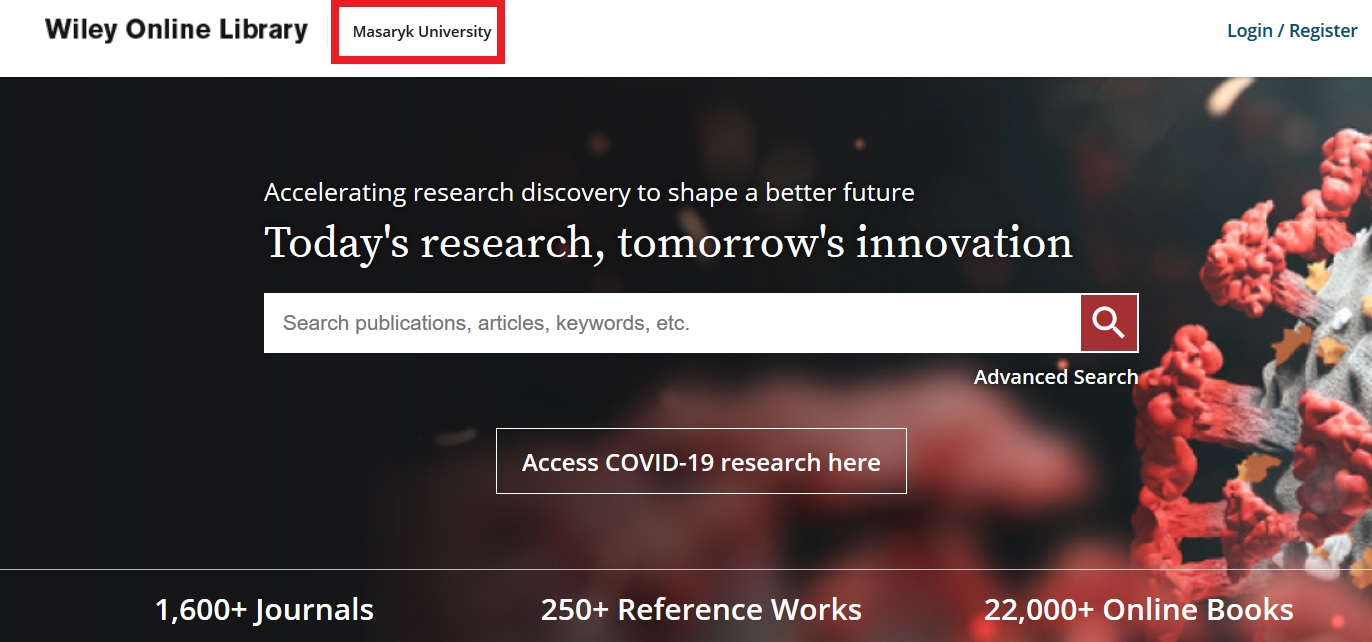 Wiley Online Library
Masaryk University
Login / Register
Accelerating research discovery to shape a better future
Today's research, tomorrow's innovation
Search publications, articles, keywords, etc.
Advanced Search
Access COVID-19 research here
1,600+ Journals
250+ Reference Works
22,000+ Online Books